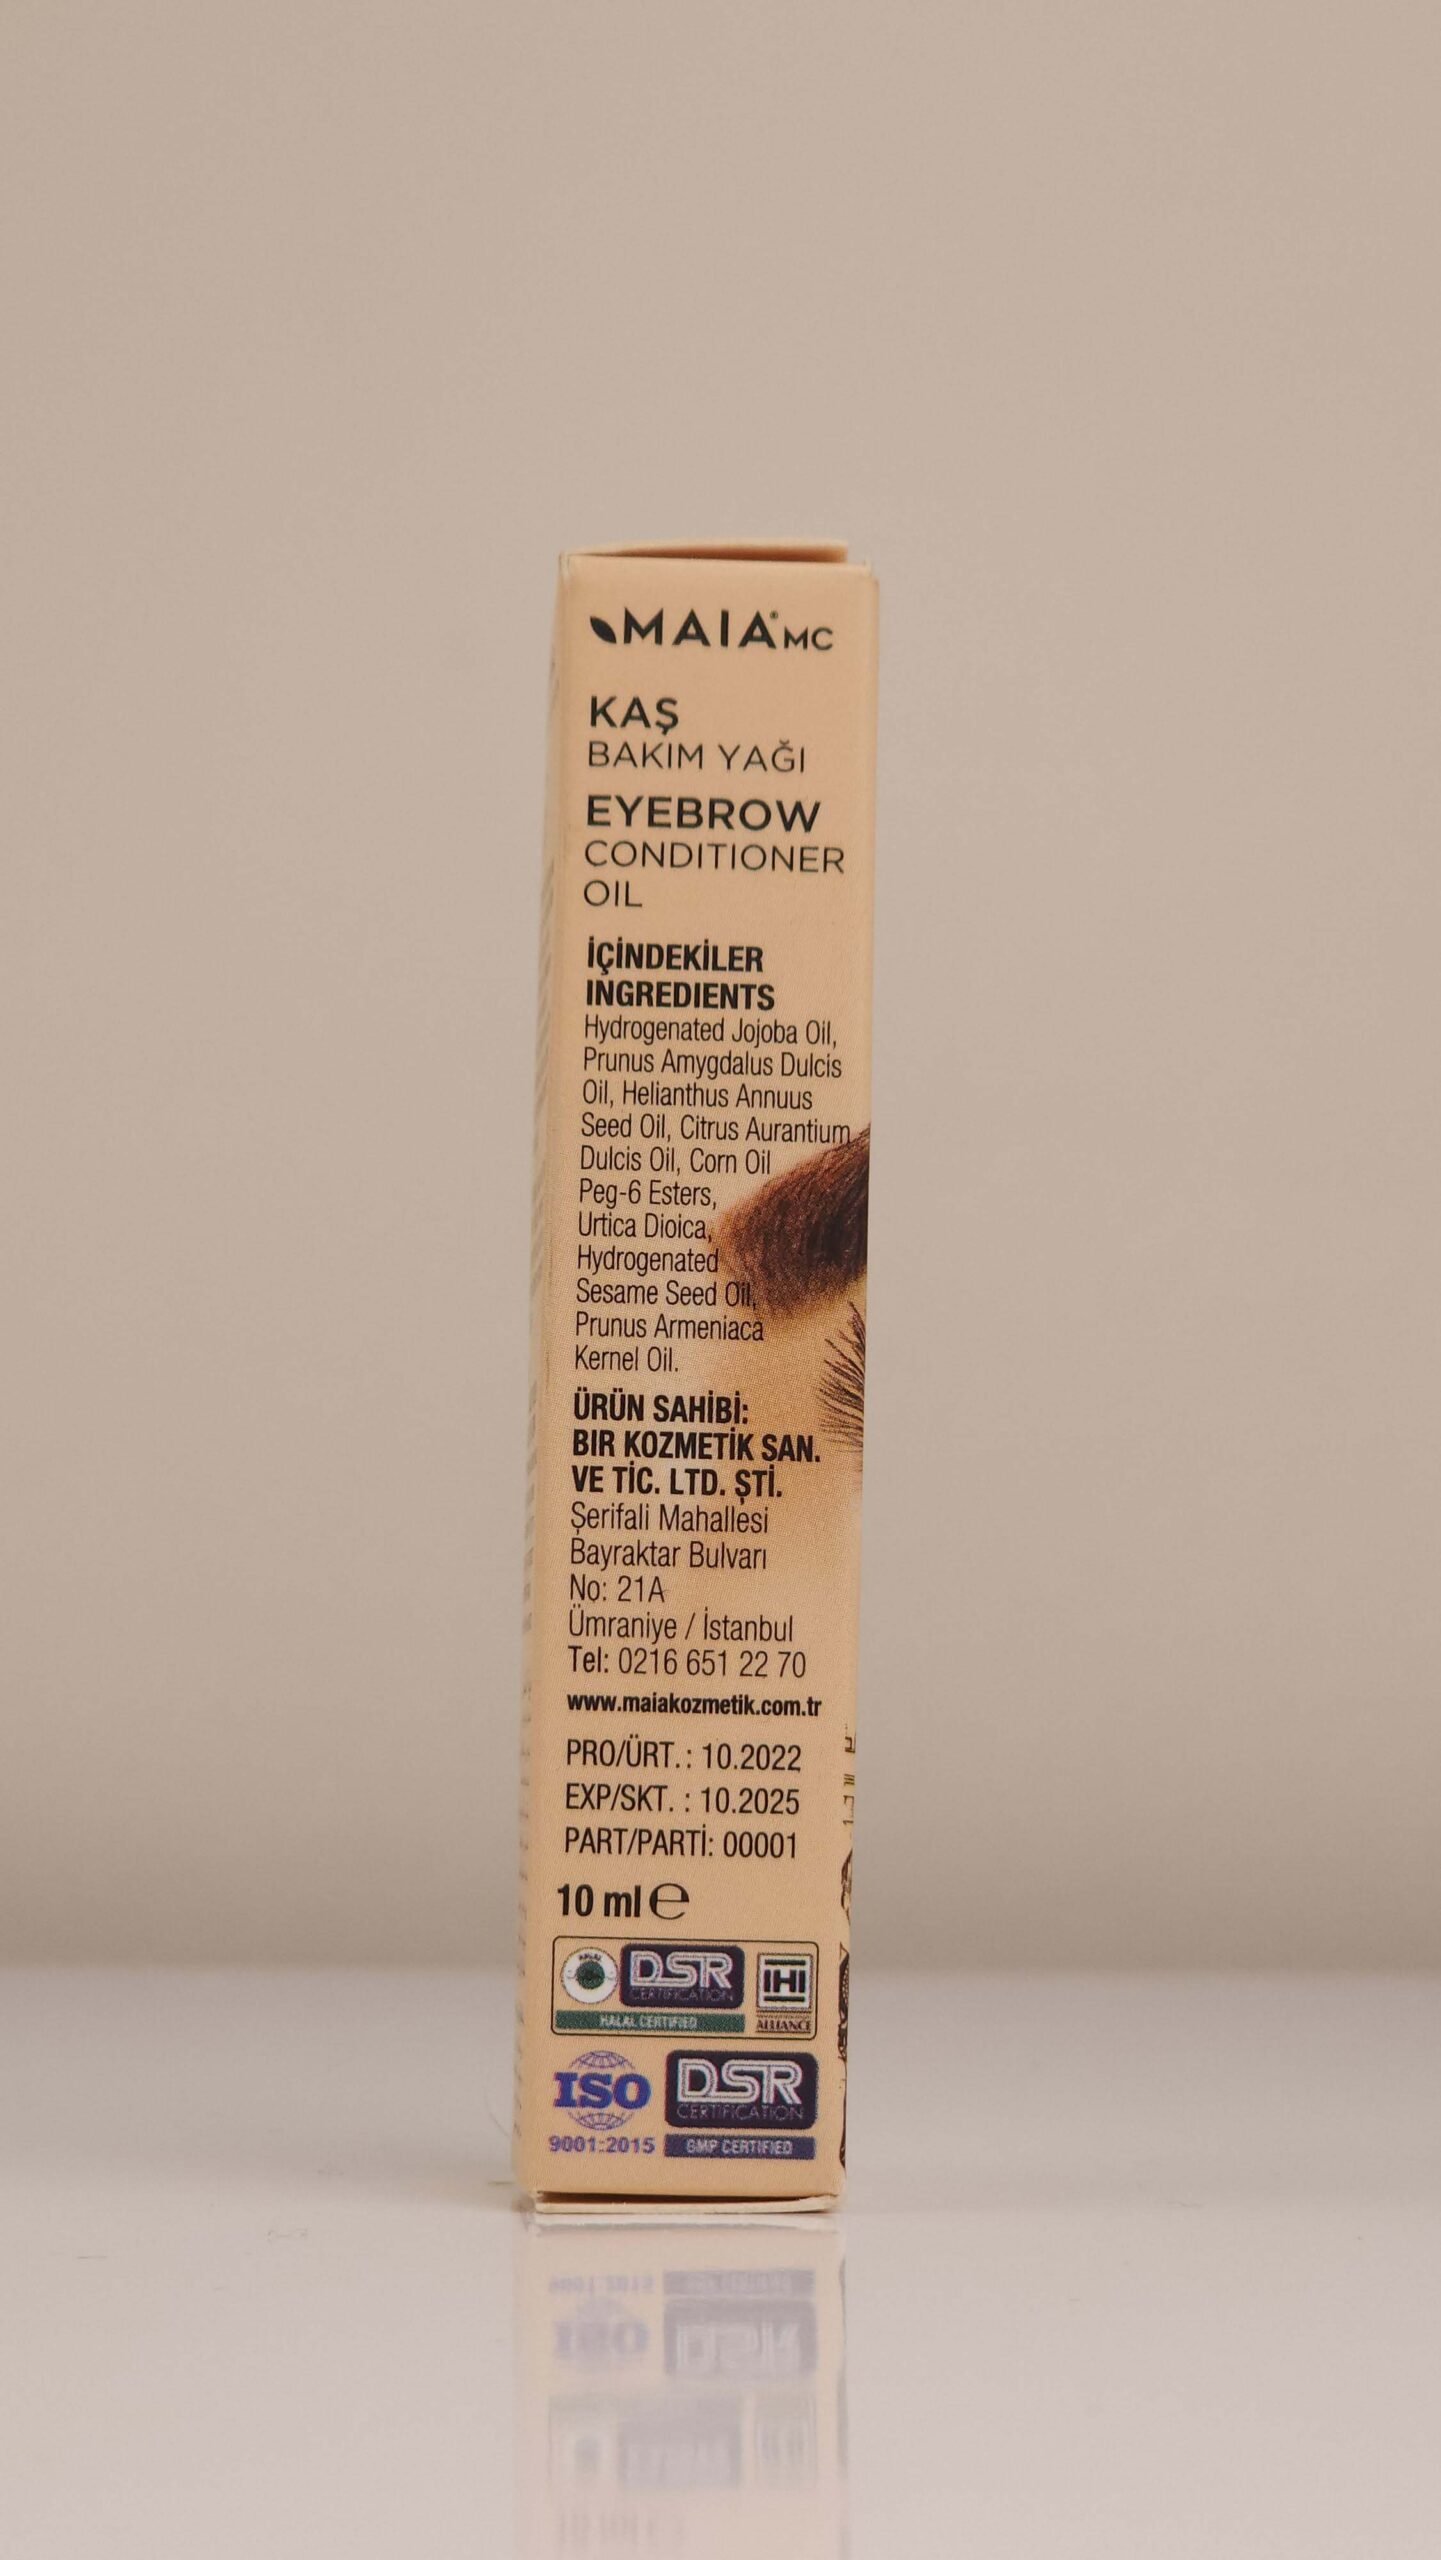 MAIA® MC
KAŞ
BAKIM YAĞI
EYEBROW
CONDITIONER
OIL
İÇİNDEKİLER
INGREDIENTS
Hydrogenated Jojoba Oil,
Prunus Amygdalus Dulcis
Oil, Helianthus Annuus
Seed Oil, Citrus Aurantium
Dulcis Oil, Corn Oil
Peg-6 Esters,
Urtica Dioica,
Hydrogenated
Sesame Seed Oil,
Prunus Armeniaca
Kernel Oil.
ÜRÜN SAHİBİ:
BIR KOZMETİK SAN.
VE TİC. LTD. ŞTİ.
Şerifali Mahallesi
Bayraktar Bulvarı
No: 21A
Ümraniye / İstanbul
Tel: 0216 651 22 70
www.maiakozmetik.com.tr
PRO/ÜRT.: 10.2022
EXP/SKT. : 10.2025
PART/PARTİ: 00001
10 ml ℮
HALAL DSR IHI
CERTIFICATION
HALAL CERTIFIED ALLIANCE
ISO DSR
CERTIFICATION
9001:2015 GMP CERTIFIED